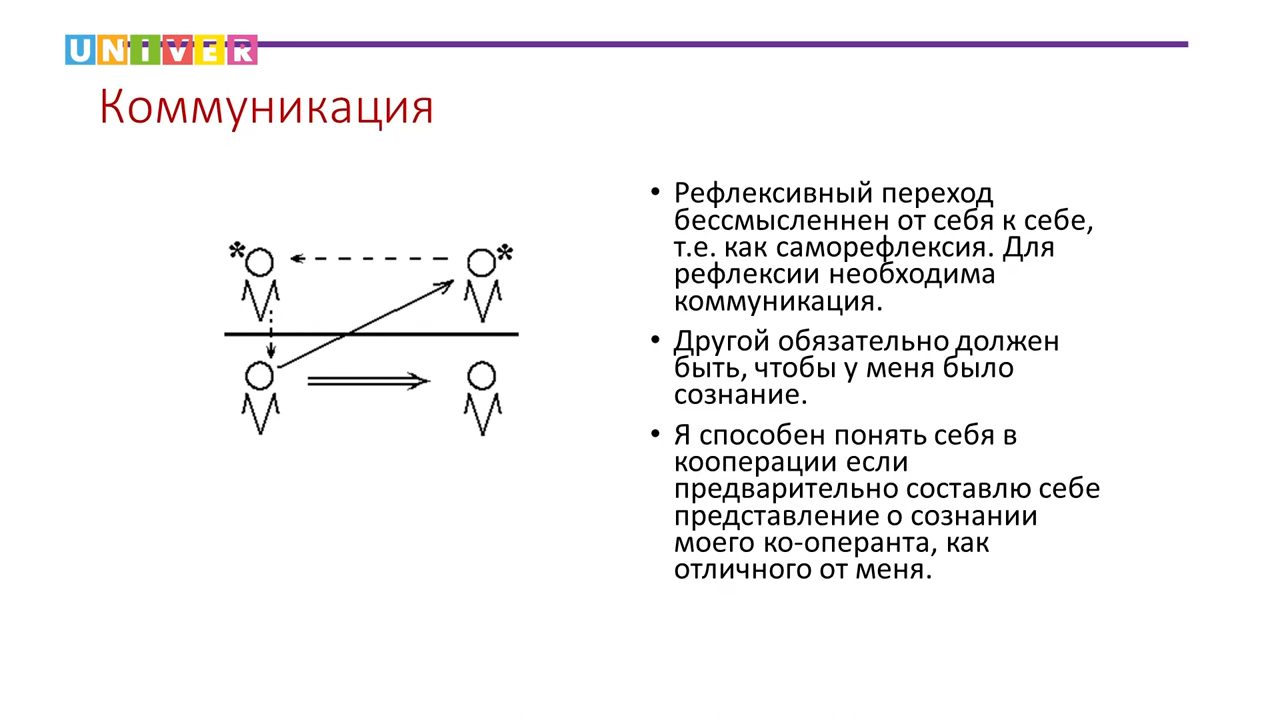 UNIVER
Коммуникация
• Рефлексивный переход
бессмысленнен от себя к себе,
т.е. как саморефлексия. Для
рефлексии необходима
коммуникация.
• Другой обязательно должен
быть, чтобы у меня было
сознание.
• Я способен понять себя в
кооперации если
предварительно составлю себе
представление о сознании
моего ко-оперантa, как
отличного от меня.
* *